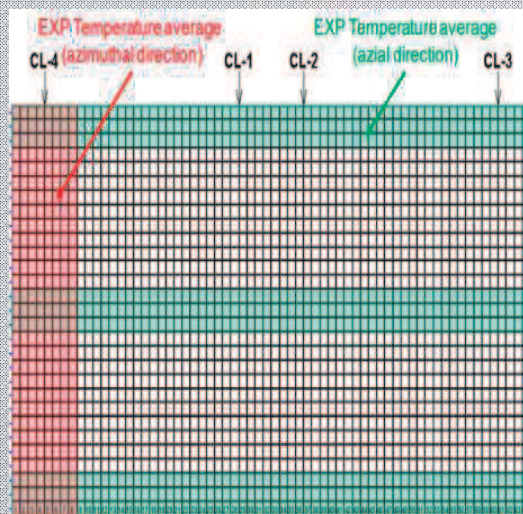 EXP Temperature average
(azimuthal direction)
EXP Temperature average
(azial direction)
CL-4
CL-1
CL-2
CL-3